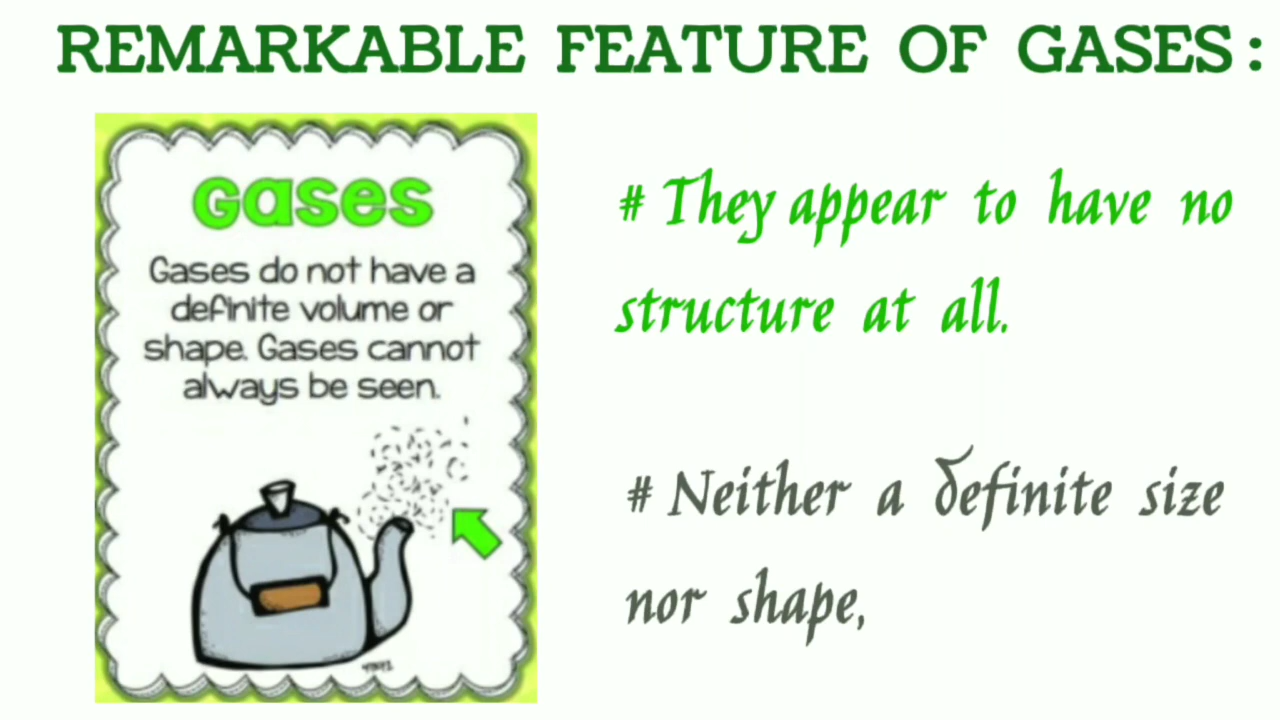 REMARKABLE FEATURE OF GASES:
Gases
Gases do not have a
definite volume or
shape. Gases cannot
always be seen.
# They appear to have no
structure at all.
# Neither a definite size
nor shape,